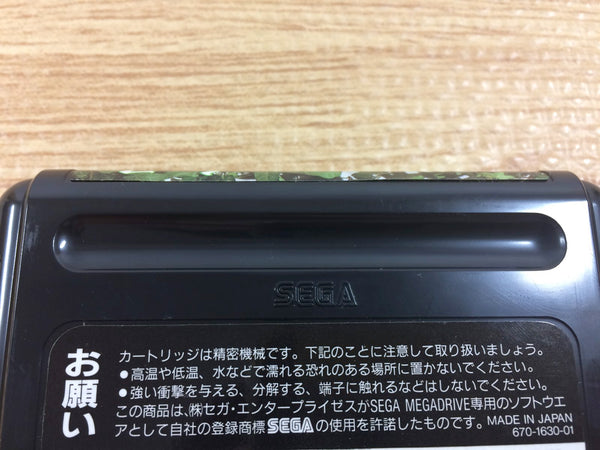 SEGA
お願い
カートリッジは精密機械です。下記のことに注意して取り扱いましょう。
●高温や低温、水などで濡れる恐れのある場所に置かないでください。
●強い衝撃を与える、分解する、端子に触れるなどはしないでください。
この商品は、㈱セガ・エンタープライゼスがSEGA MEGADRIVE専用のソフトウエ
アとして自社の登録商標SEGAの使用を許諾したものです。MADE IN JAPAN
670-1630-01